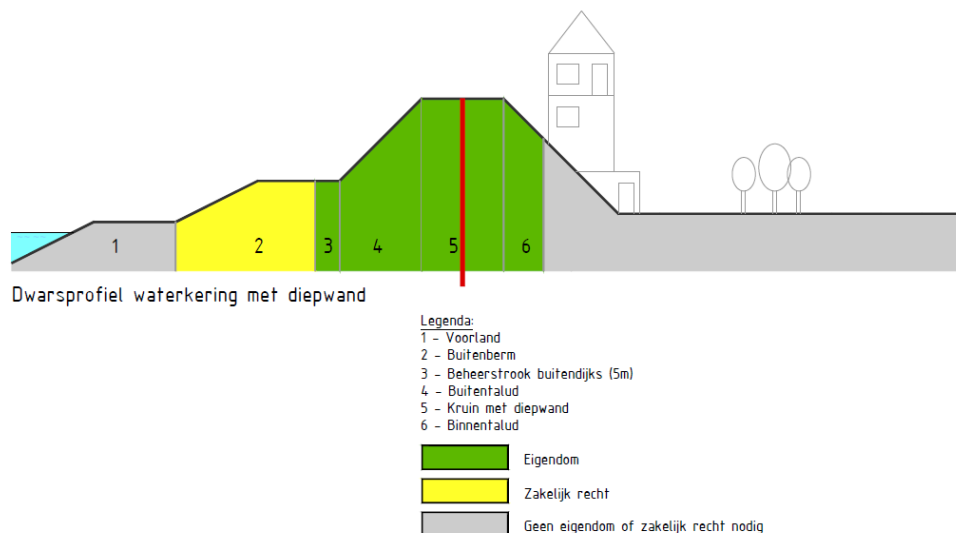 1 2 3 4 5 6
Dwarsprofiel waterkering met diepwand
Legenda:
1 - Voorland
2 - Buitenberm
3 - Beheerstrook buitendijks (5m)
4 - Buitentalud
5 - Kruin met diepwand
6 - Binnentalud
Eigendom
Zakelijk recht
Geen eigendom of zakelijk recht nodig